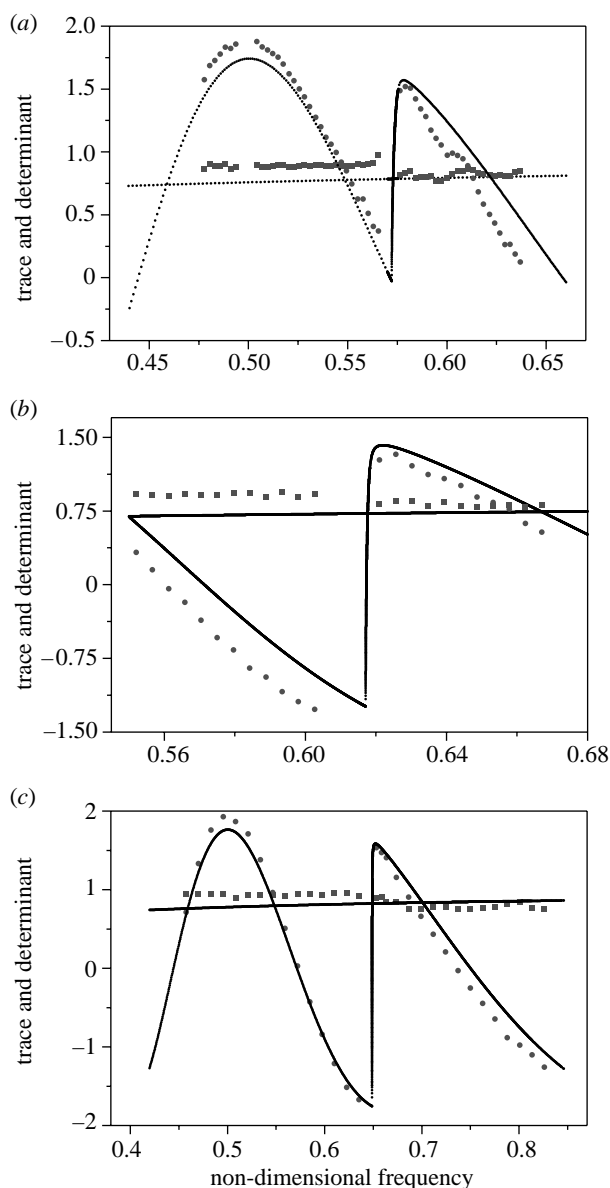 (a)
2.0
1.5
1.0
0.5
0
−0.5
trace and determinant
0.45 0.50 0.55 0.60 0.65
(b)
1.50
0.75
0
−0.75
−1.50
trace and determinant
0.56 0.60 0.64 0.68
(c)
2
1
0
−1
−2
trace and determinant
0.4 0.5 0.6 0.7 0.8
non-dimensional frequency